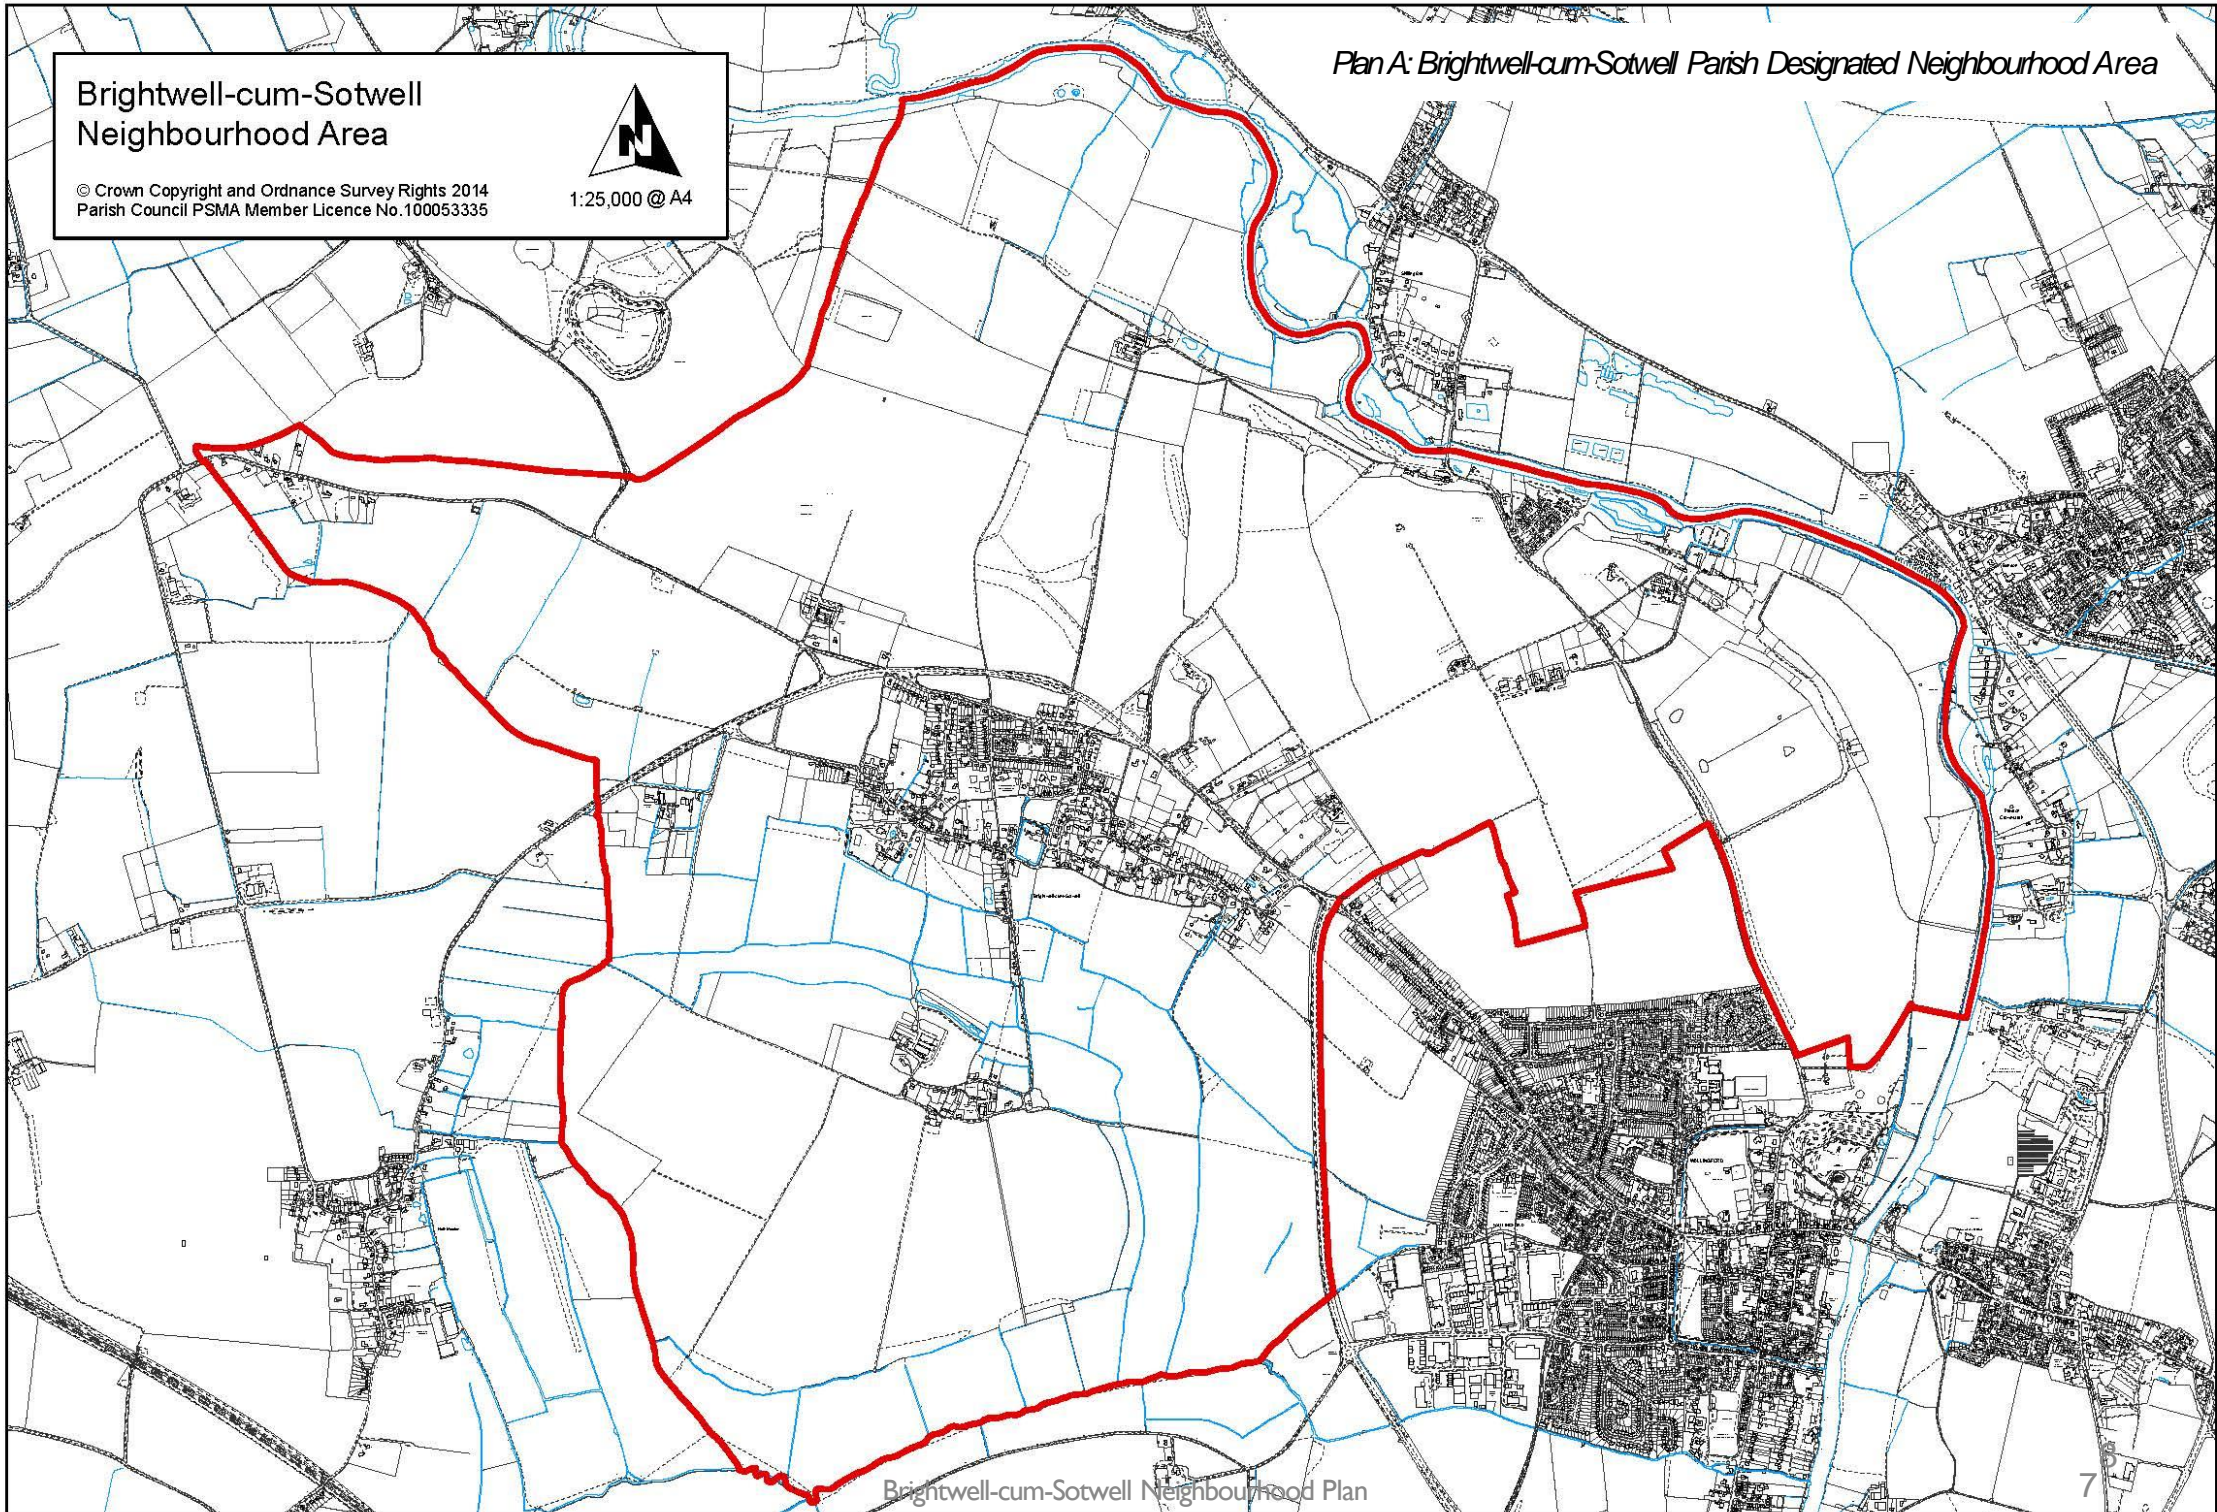 Plan A: Brightwell-cum-Sotwell Parish Designated Neighbourhood Area
Brightwell-cum-Sotwell
Neighbourhood Area
N
© Crown Copyright and Ordnance Survey Rights 2014
Parish Council PSMA Member Licence No.100053335
1:25,000 @ A4
WALLINGFORD
Brightwell-cum-Sotwell Neighbourhood Plan
7